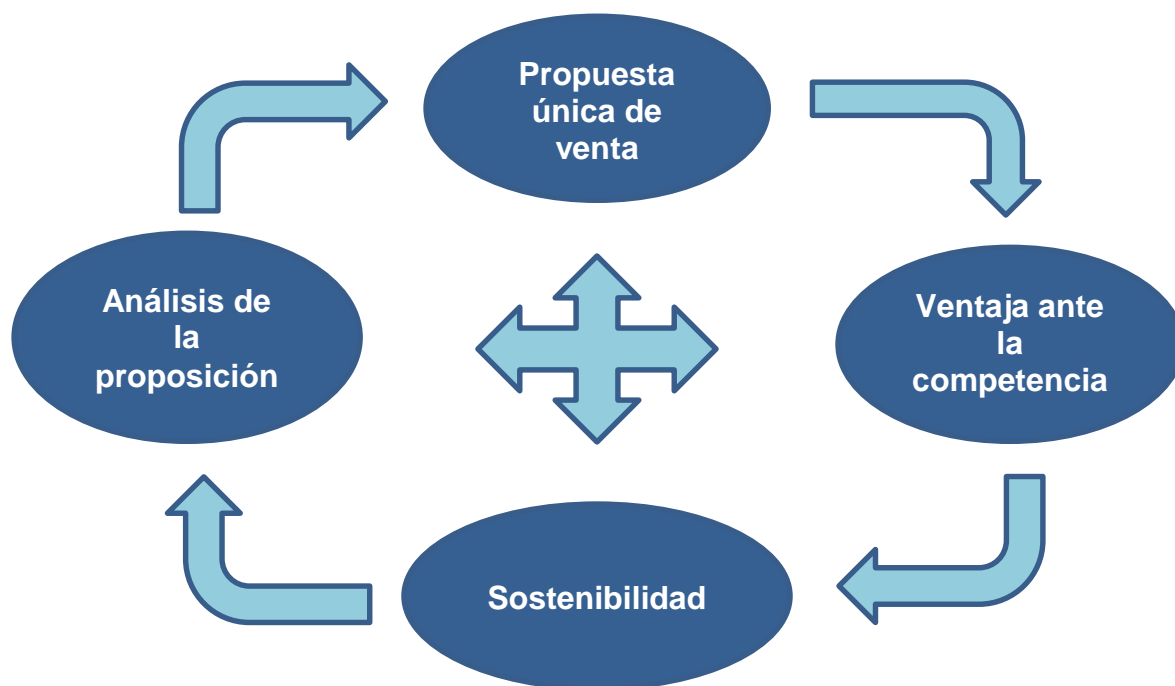 Propuesta
única de
venta
Análisis de
la
proposición
Ventaja ante
la
competencia
Sostenibilidad